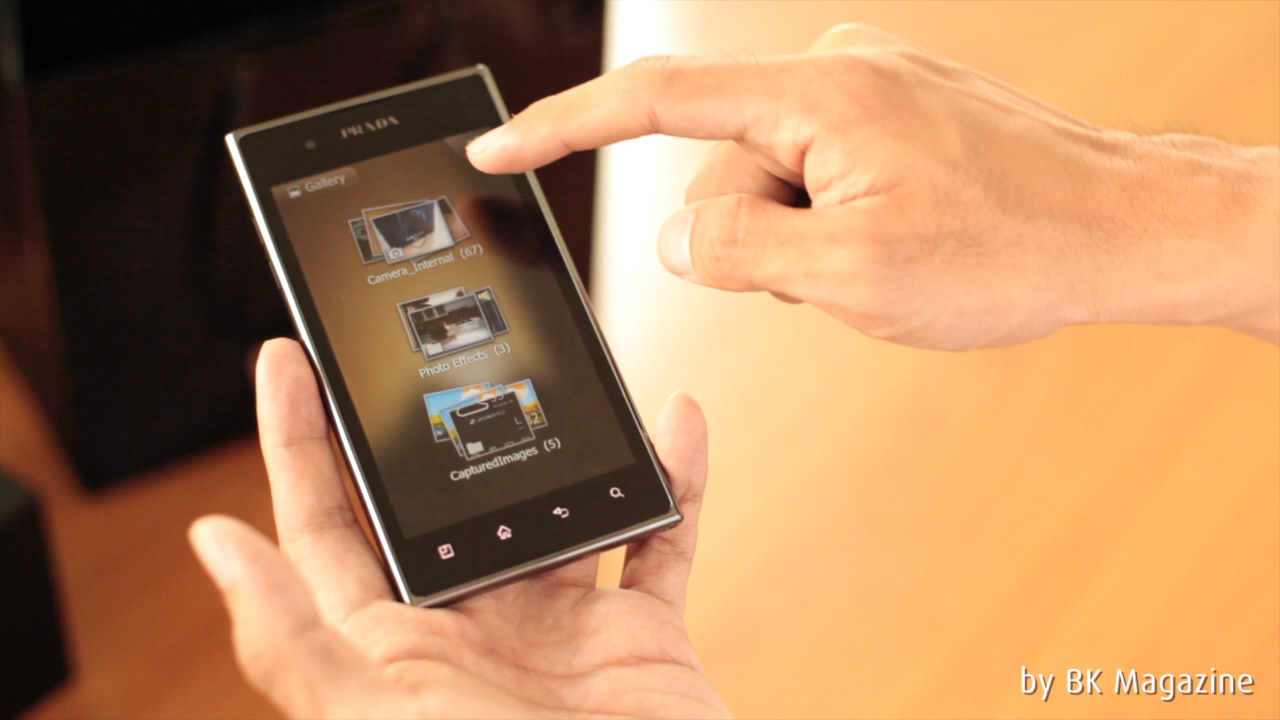 PRADA
Gallery
Camera_Internal (67)
Photo Effects (3)
CapturedImages (5)
by BK Magazine